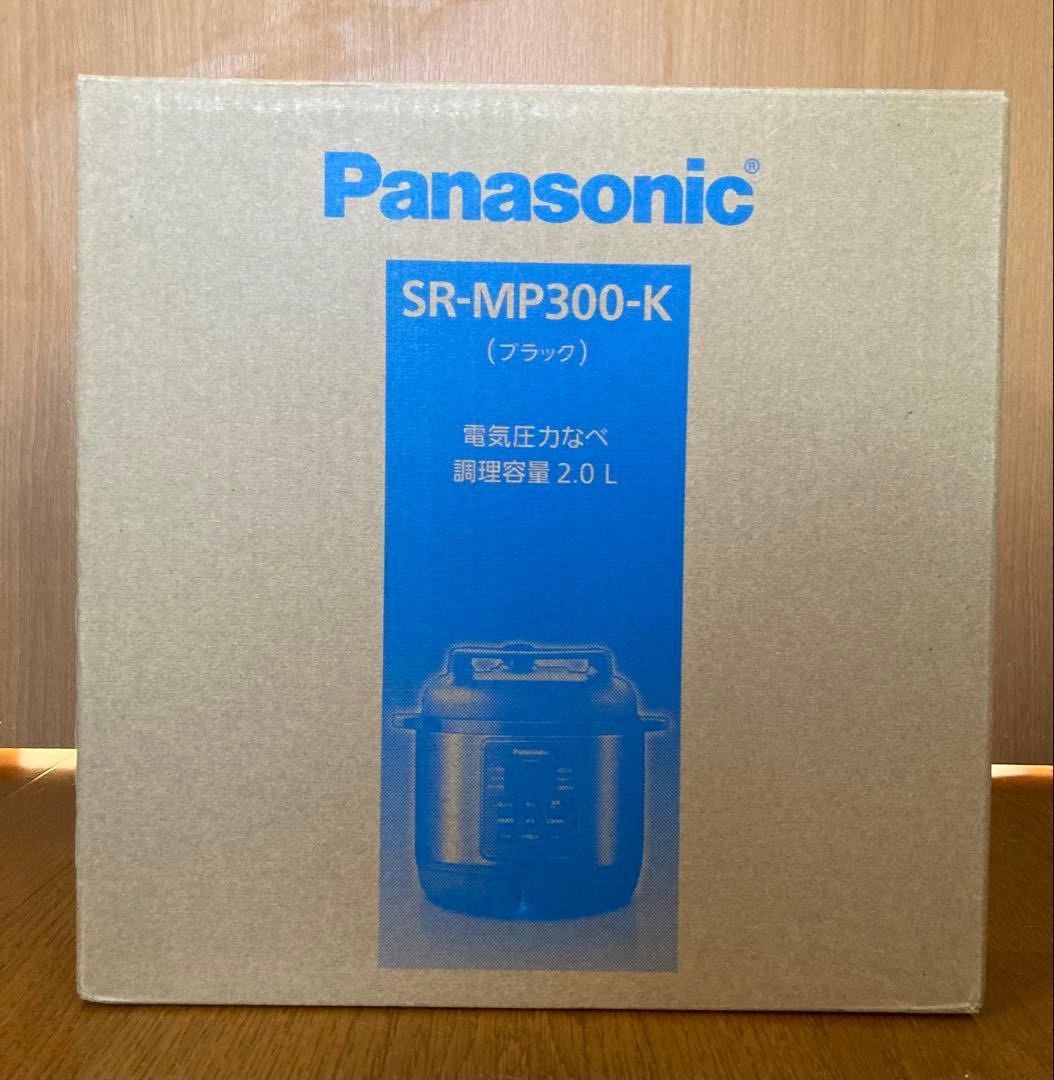 Panasonic®
SR-MP300-K
(ブラック)
電気圧力なべ
調理容量 2.0 L
Panasonic